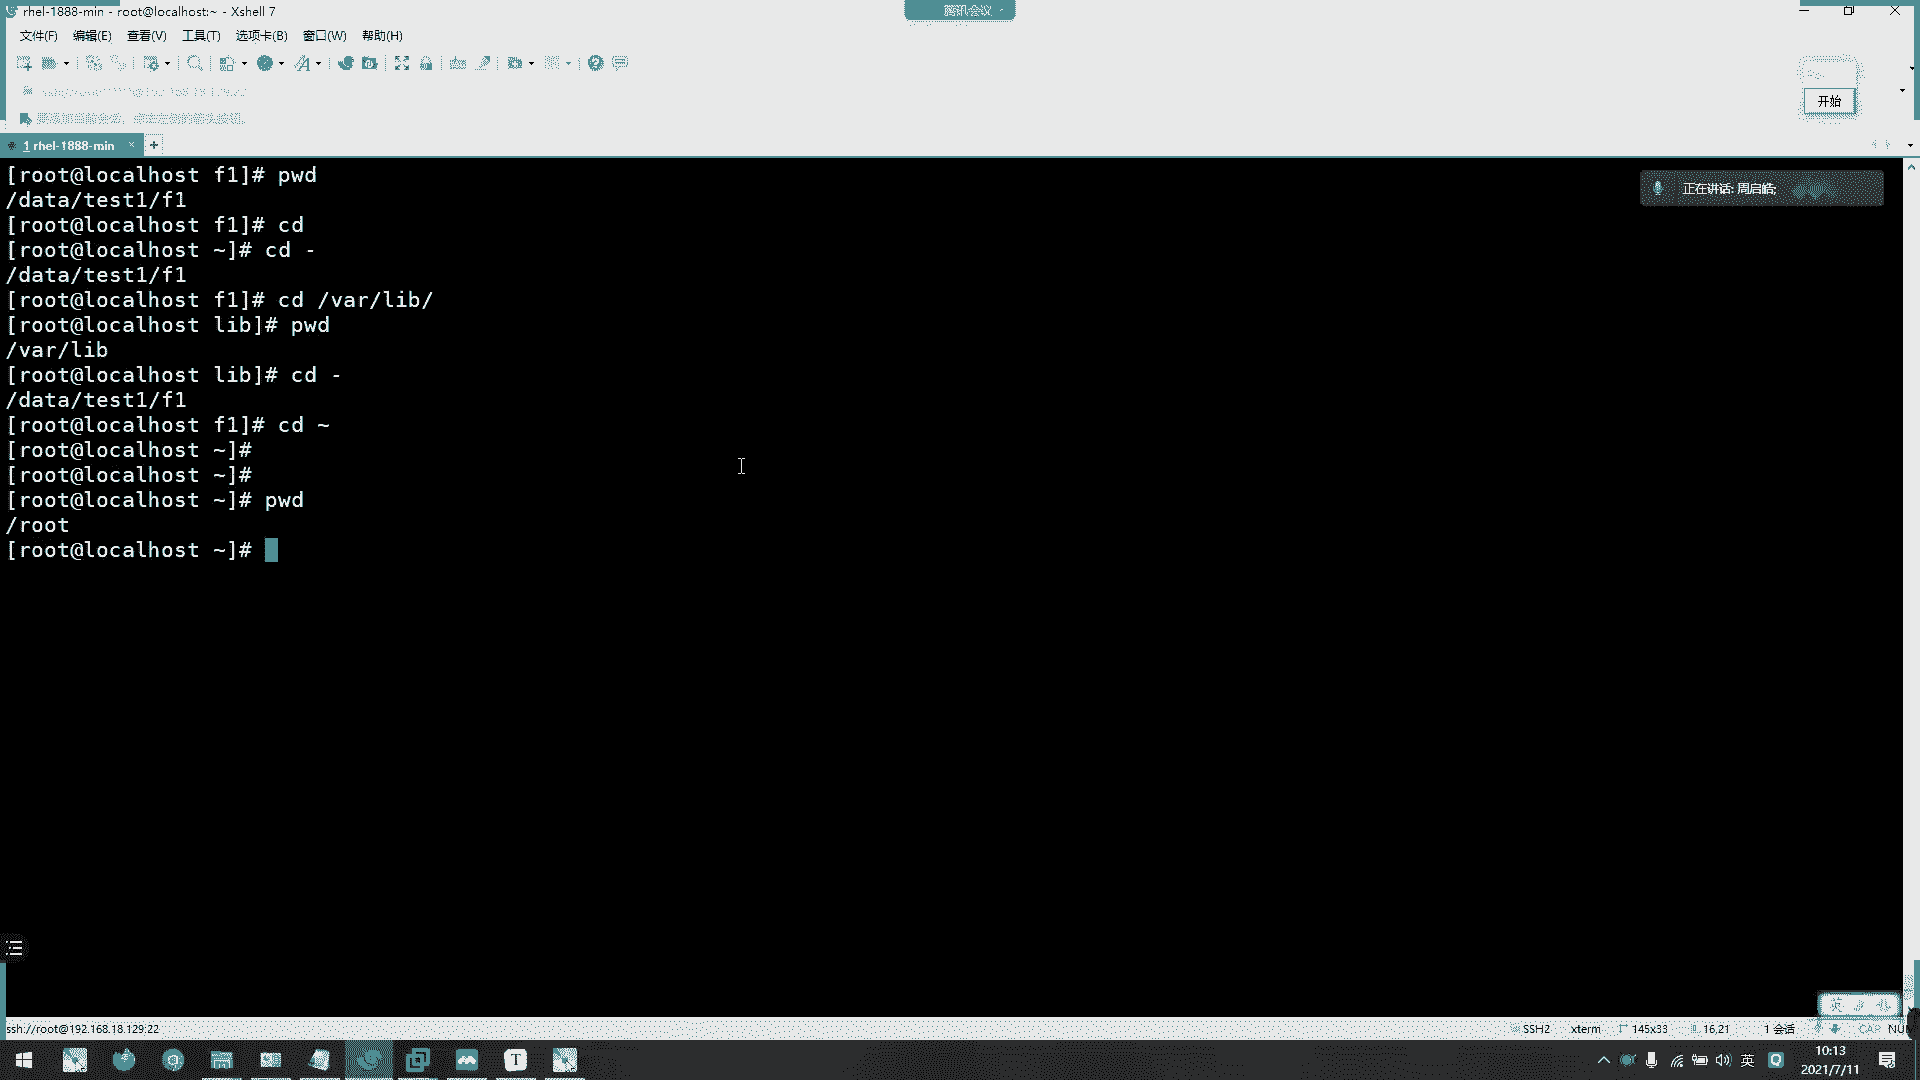 rhel-1888-min - root@localhost:~ - Xshell 7
腾讯会议
文件(F) 编辑(E) 查看(V) 工具(T) 选项卡(B) 窗口(W) 帮助(H)
开始
1 rhel-1888-min × +
[root@localhost f1]# pwd
/data/test1/f1
[root@localhost f1]# cd
[root@localhost ~]# cd -
/data/test1/f1
[root@localhost f1]# cd /var/lib/
[root@localhost lib]# pwd
/var/lib
[root@localhost lib]# cd -
/data/test1/f1
[root@localhost f1]# cd ~
[root@localhost ~]#
[root@localhost ~]#
[root@localhost ~]# pwd
/root
[root@localhost ~]#
正在讲话: 周启皓;
英
ssh://root@192.168.18.129:22 SSH2 xterm 145x33 16,21 1 会话 CAP NUM
英 10:13
2021/7/11